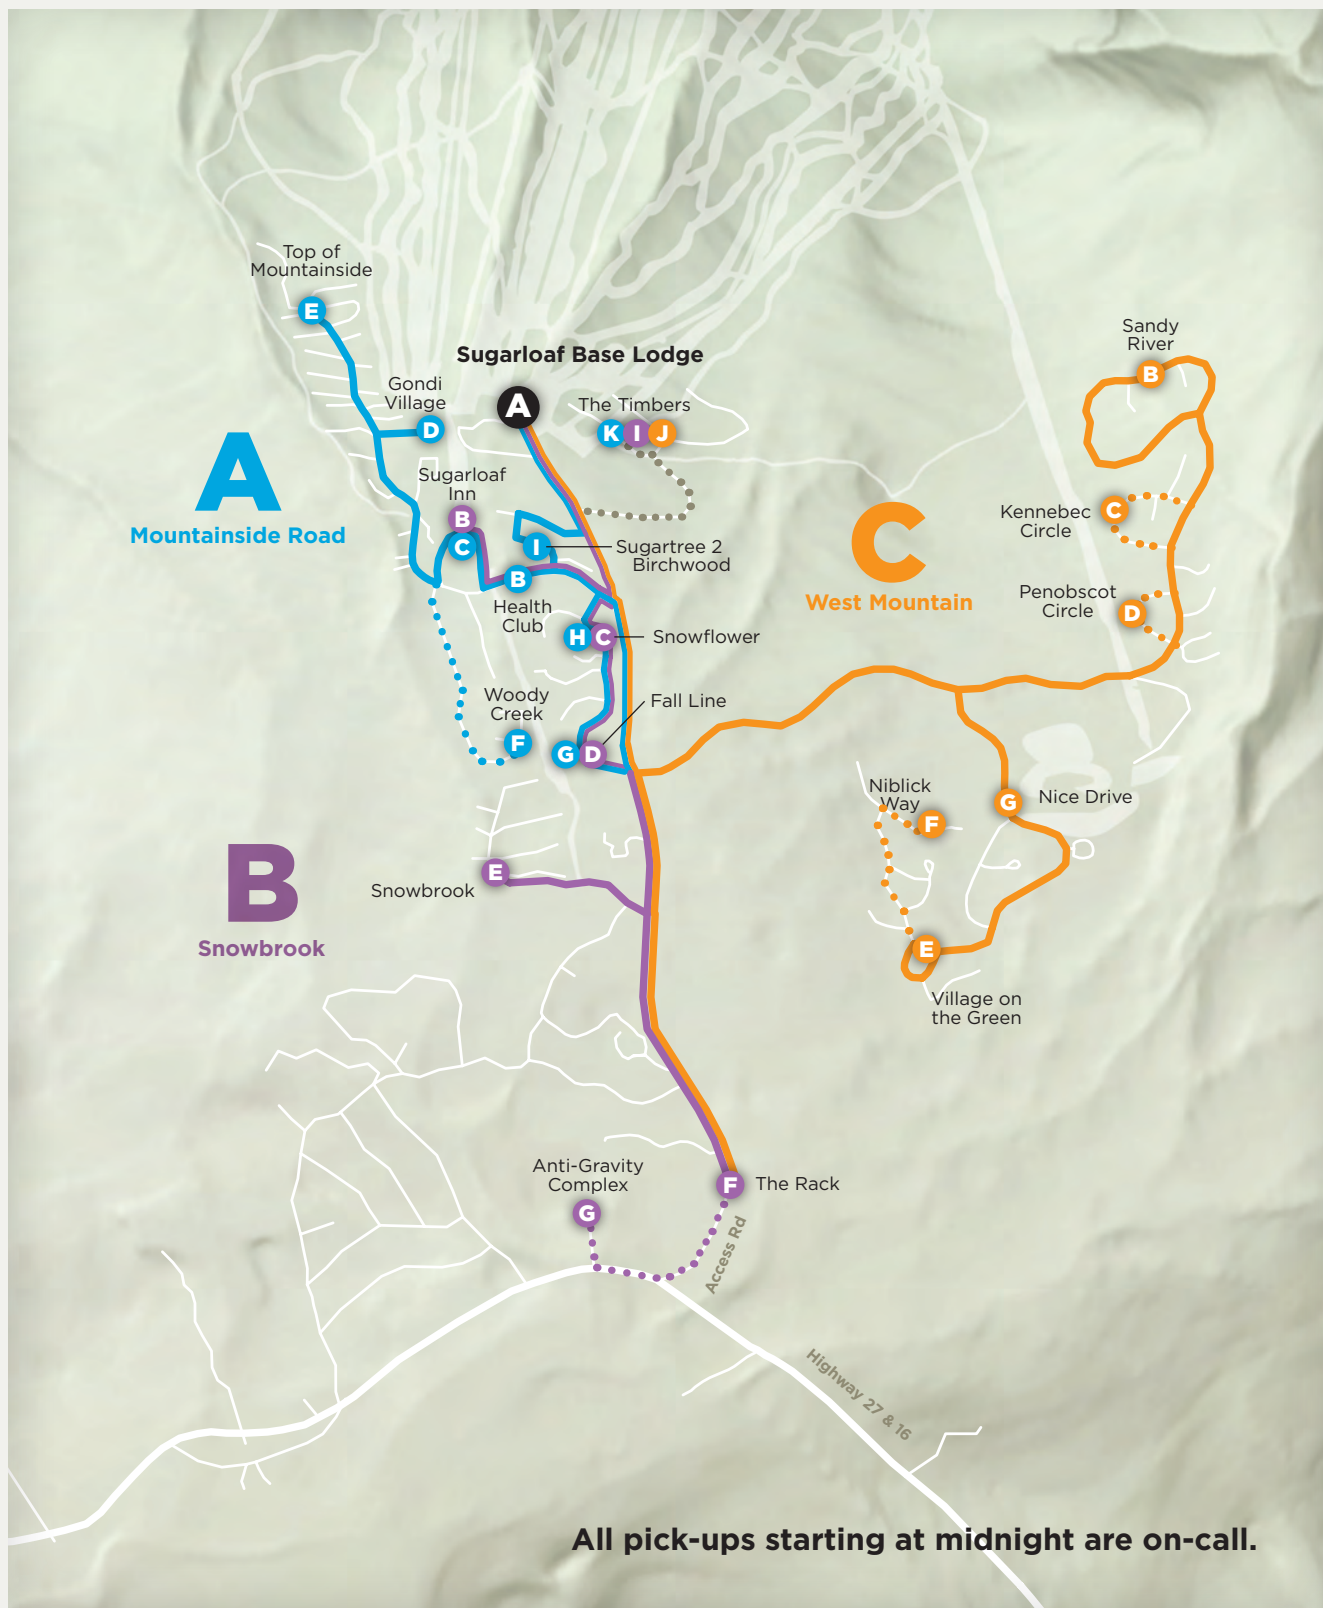 Top of
Mountainside
E
Sugarloaf Base Lodge
A
Gondi
Village
D
The Timbers
K I J
Sandy
River
B
A
Mountainside Road
Sugarloaf
Inn
B
C
I
Sugartree 2
Birchwood
B
Health
Club
H C
Snowflower
C
West Mountain
Kennebec
Circle
C
Penobscot
Circle
D
Woody
Creek
F
Fall Line
G D
Niblick
Way
F
G
Nice Drive
B
Snowbrook
E
Snowbrook
E
Village on
the Green
Anti-Gravity
Complex
G
F
The Rack
Access Rd
Highway 27 & 16
All pick-ups starting at midnight are on-call.